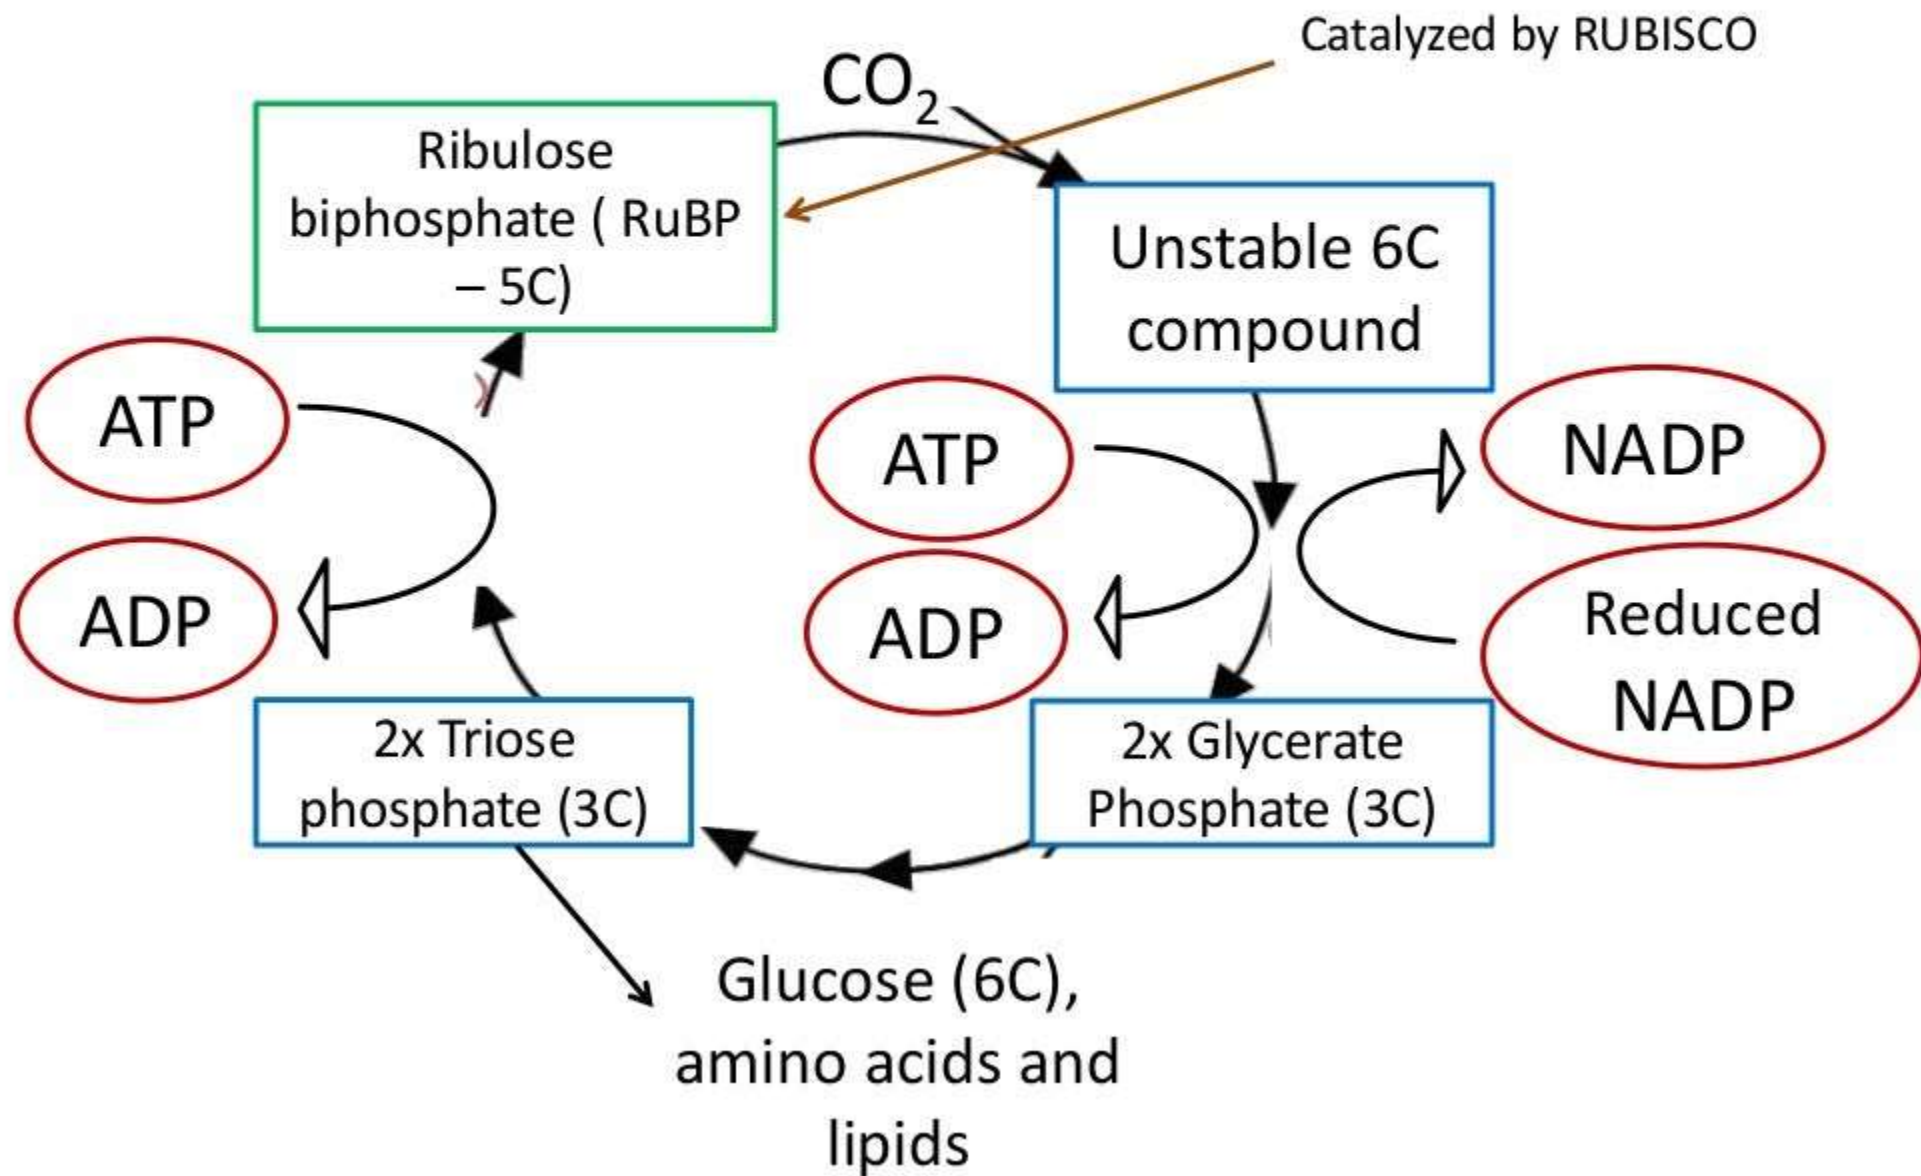 Catalyzed by RUBISCO
CO₂
Ribulose
biphosphate ( RuBP
– 5C)
Unstable 6C
compound
ATP
ATP
NADP
ADP
ADP
Reduced
NADP
2x Triose
phosphate (3C)
2x Glycerate
Phosphate (3C)
Glucose (6C),
amino acids and
lipids